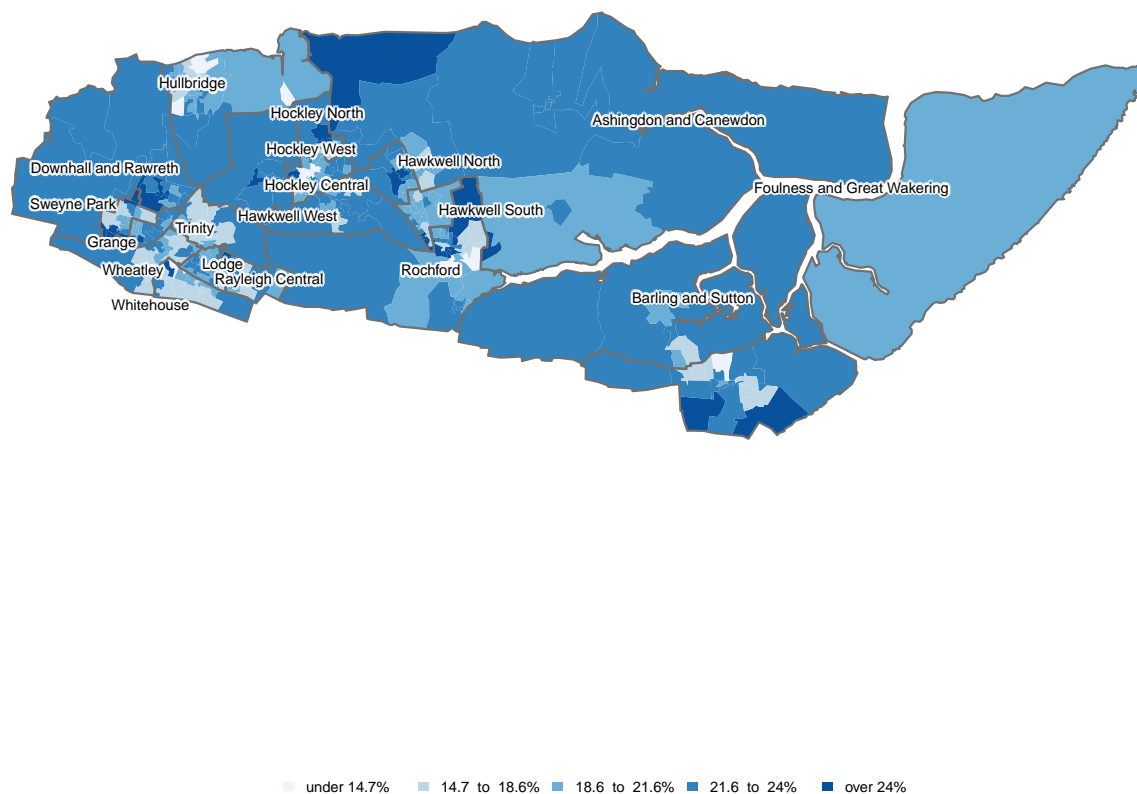 Hullbridge
Hockley North
Ashingdon and Canewdon
Hockley West
Hawkwell North
Downhall and Rawreth
Hockley Central
Foulness and Great Wakering
Sweyne Park
Hawkwell South
Hawkwell West
Trinity
Grange
Lodge
Wheatley
Rochford
Rayleigh Central
Barling and Sutton
Whitehouse
under 14.7% 14.7 to 18.6% 18.6 to 21.6% 21.6 to 24% over 24%